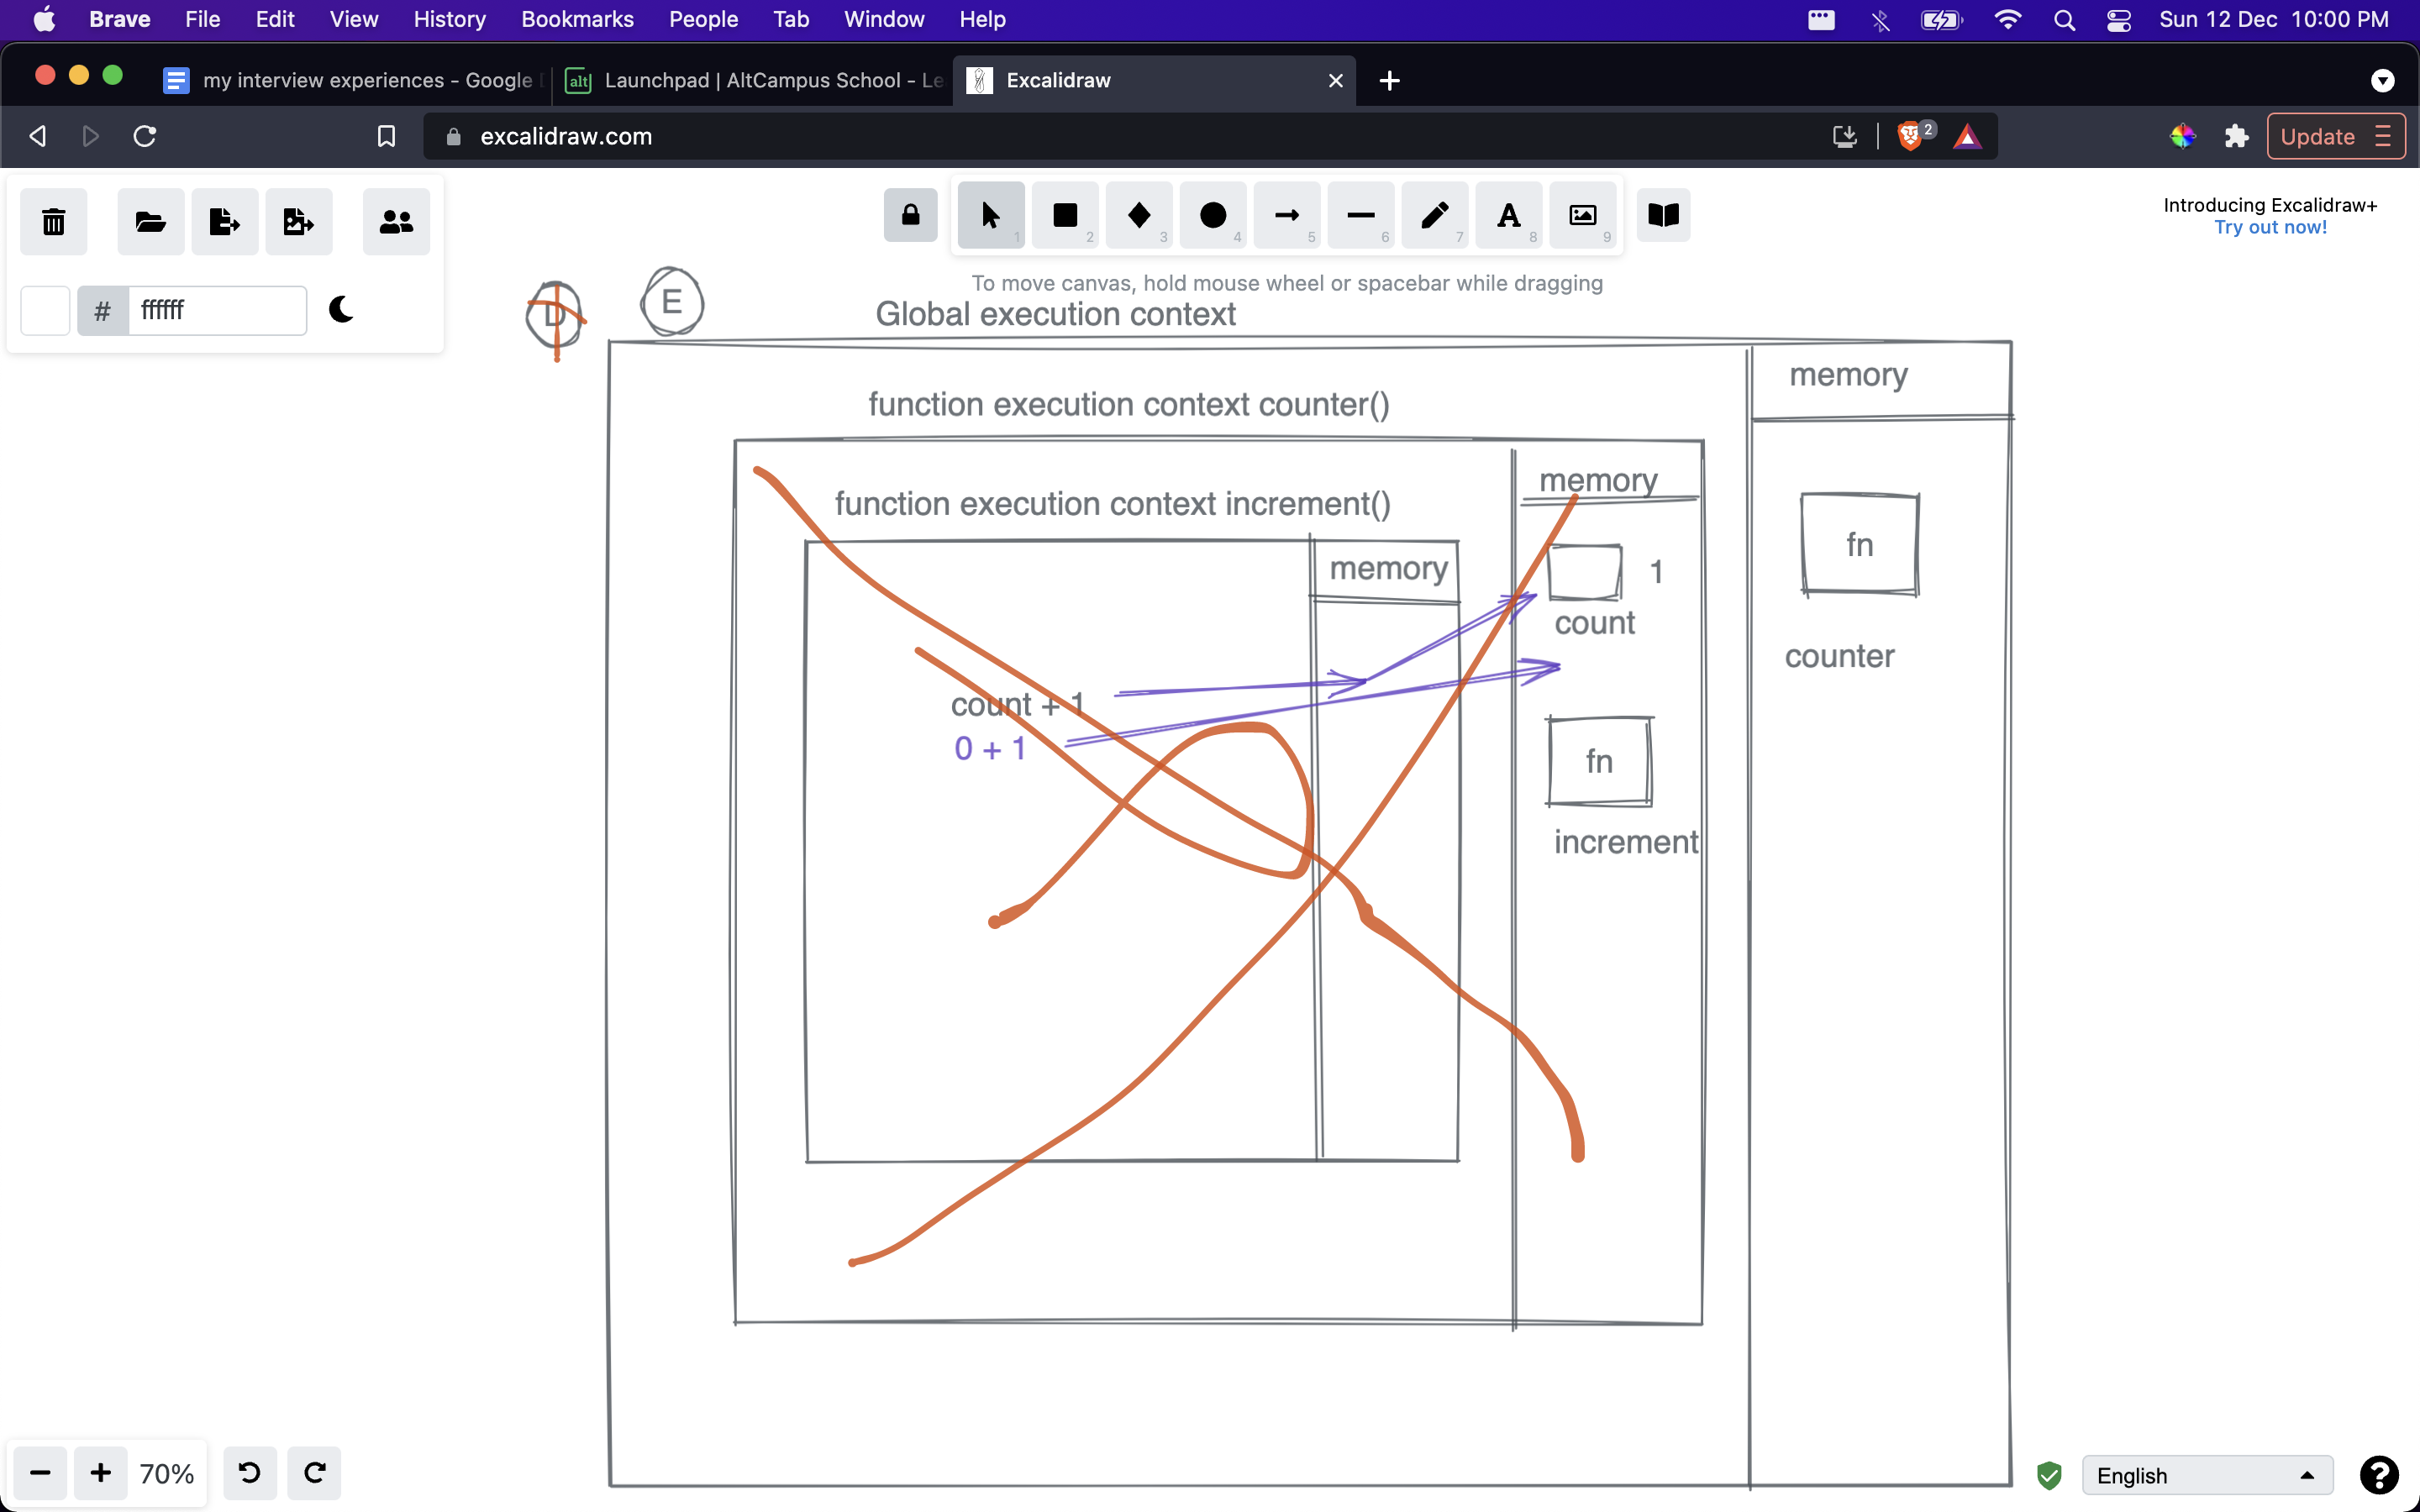 Brave File Edit View History Bookmarks People Tab Window Help Sun 12 Dec 10:00 PM
my interview experiences - Google alt Launchpad | AltCampus School - Le Excalidraw
excalidraw.com 2 Update
1 2 3 4 5 6 7 8 9
Introducing Excalidraw+
Try out now!
To move canvas, hold mouse wheel or spacebar while dragging
# ffffff
D E
Global execution context
memory
function execution context counter()
memory
function execution context increment()
fn
memory
1
count
counter
count + 1
0 + 1
fn
increment
70%
English
?